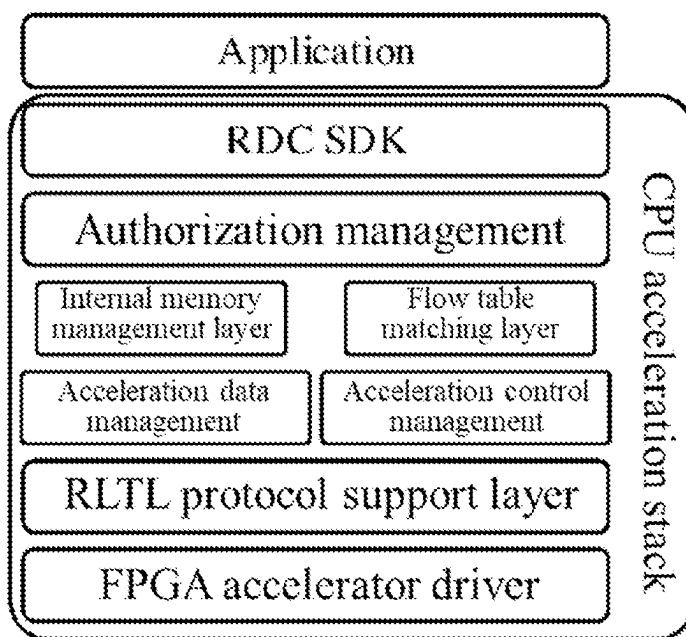 Application
RDC SDK
Authorization management
Internal memory
management layer
Flow table
matching layer
Acceleration data
management
Acceleration control
management
RLTL protocol support layer
FPGA accelerator driver
CPU acceleration stack